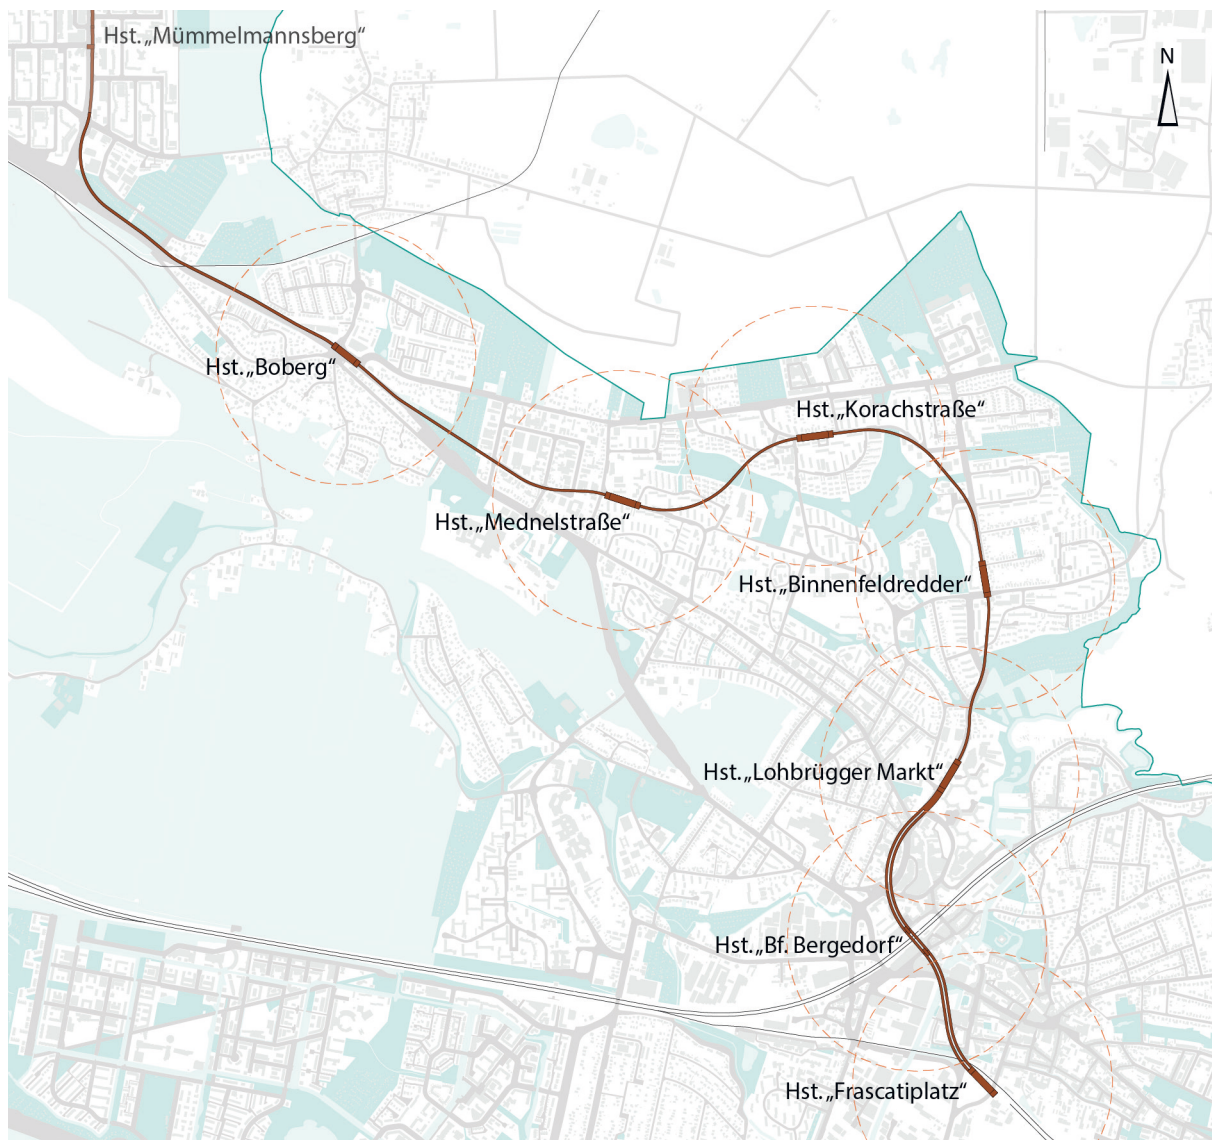 Hst. „Mümmelmannsberg“
N
Hst. „Boberg“
Hst. „Korachstraße“
Hst. „Mednelstraße“
Hst. „Binnenfeldredder“
Hst. „Lohbrügger Markt“
Hst. „Bf. Bergedorf“
Hst. „Frascatiplatz“